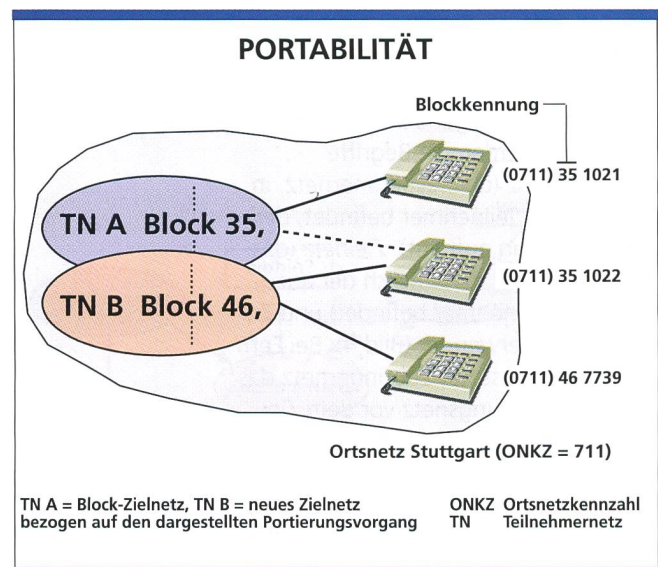 PORTABILITÄT
Blockkennung
(0711) 35 1021
TN A Block 35,
(0711) 35 1022
TN B Block 46,
(0711) 46 7739
Ortsnetz Stuttgart (ONKZ = 711)
TN A = Block-Zielnetz, TN B = neues Zielnetz
bezogen auf den dargestellten Portierungsvorgang
ONKZ Ortsnetzkennzahl
TN Teilnehmernetz